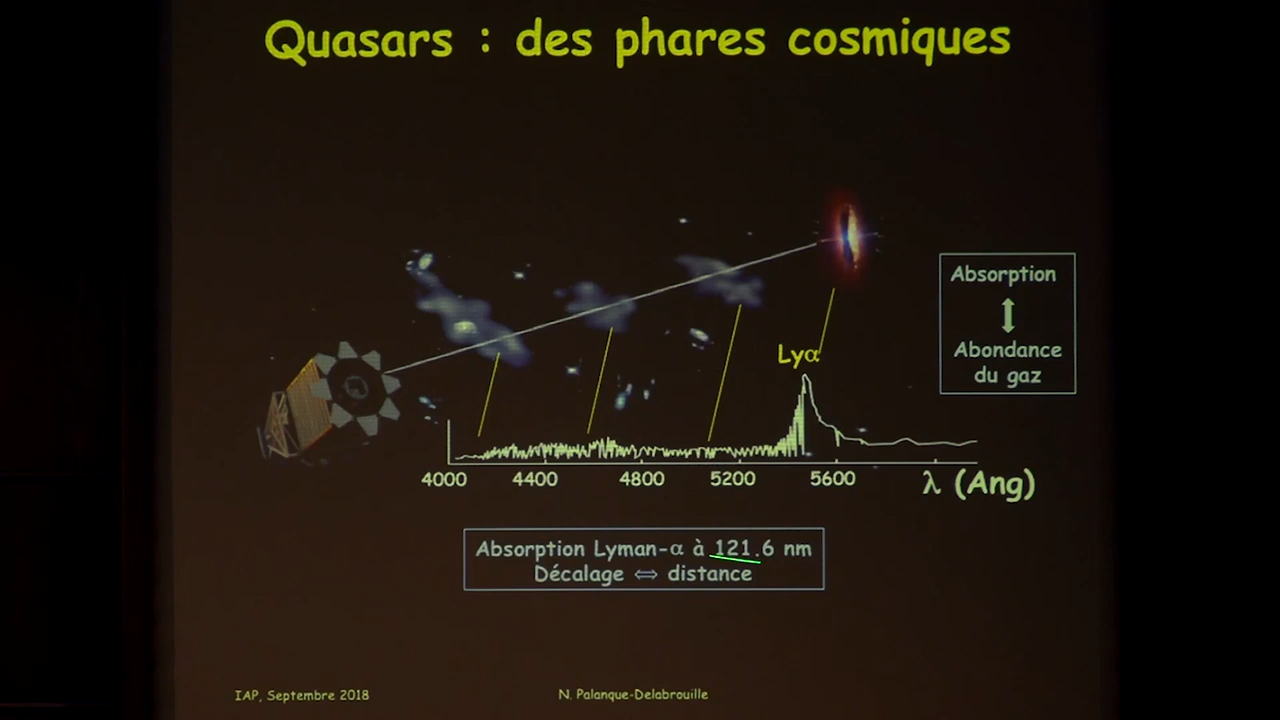 Quasars : des phares cosmiques
Absorption
Abondance
du gaz
Lyα
4000 4400 4800 5200 5600 λ (Ang)
Absorption Lyman-α à 121.6 nm
Décalage ⇔ distance
IAP, Septembre 2018 N. Palanque-Delabrouille